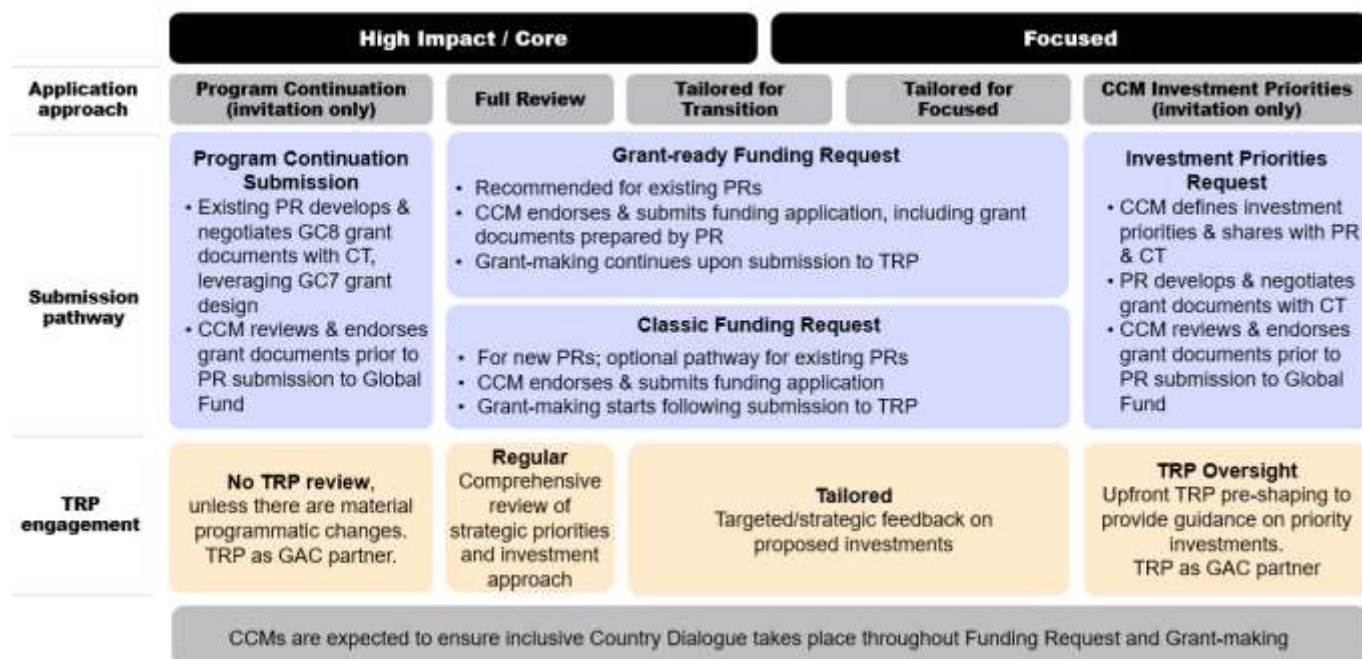 High Impact / Core
Focused
Application
approach
Program Continuation
(invitation only)
Full Review
Tailored for
Transition
Tailored for
Focused
CCM Investment Priorities
(invitation only)
Submission
pathway
Program Continuation
Submission
• Existing PR develops &
negotiates GC8 grant
documents with CT,
leveraging GC7 grant
design
• CCM reviews & endorses
grant documents prior to
PR submission to Global
Fund
Grant-ready Funding Request
• Recommended for existing PRs
• CCM endorses & submits funding application, including grant
documents prepared by PR
• Grant-making continues upon submission to TRP
Classic Funding Request
• For new PRs; optional pathway for existing PRs
• CCM endorses & submits funding application
• Grant-making starts following submission to TRP
Investment Priorities
Request
• CCM defines investment
priorities & shares with PR
& CT
• PR develops & negotiates
grant documents with CT
• CCM reviews & endorses
grant documents prior to
PR submission to Global
Fund
TRP
engagement
No TRP review,
unless there are material
programmatic changes.
TRP as GAC partner.
Regular
Comprehensive
review of
strategic priorities
and investment
approach
Tailored
Targeted/strategic feedback on
proposed investments
TRP Oversight
Upfront TRP pre-shaping to
provide guidance on priority
investments.
TRP as GAC partner
CCMs are expected to ensure inclusive Country Dialogue takes place throughout Funding Request and Grant-making